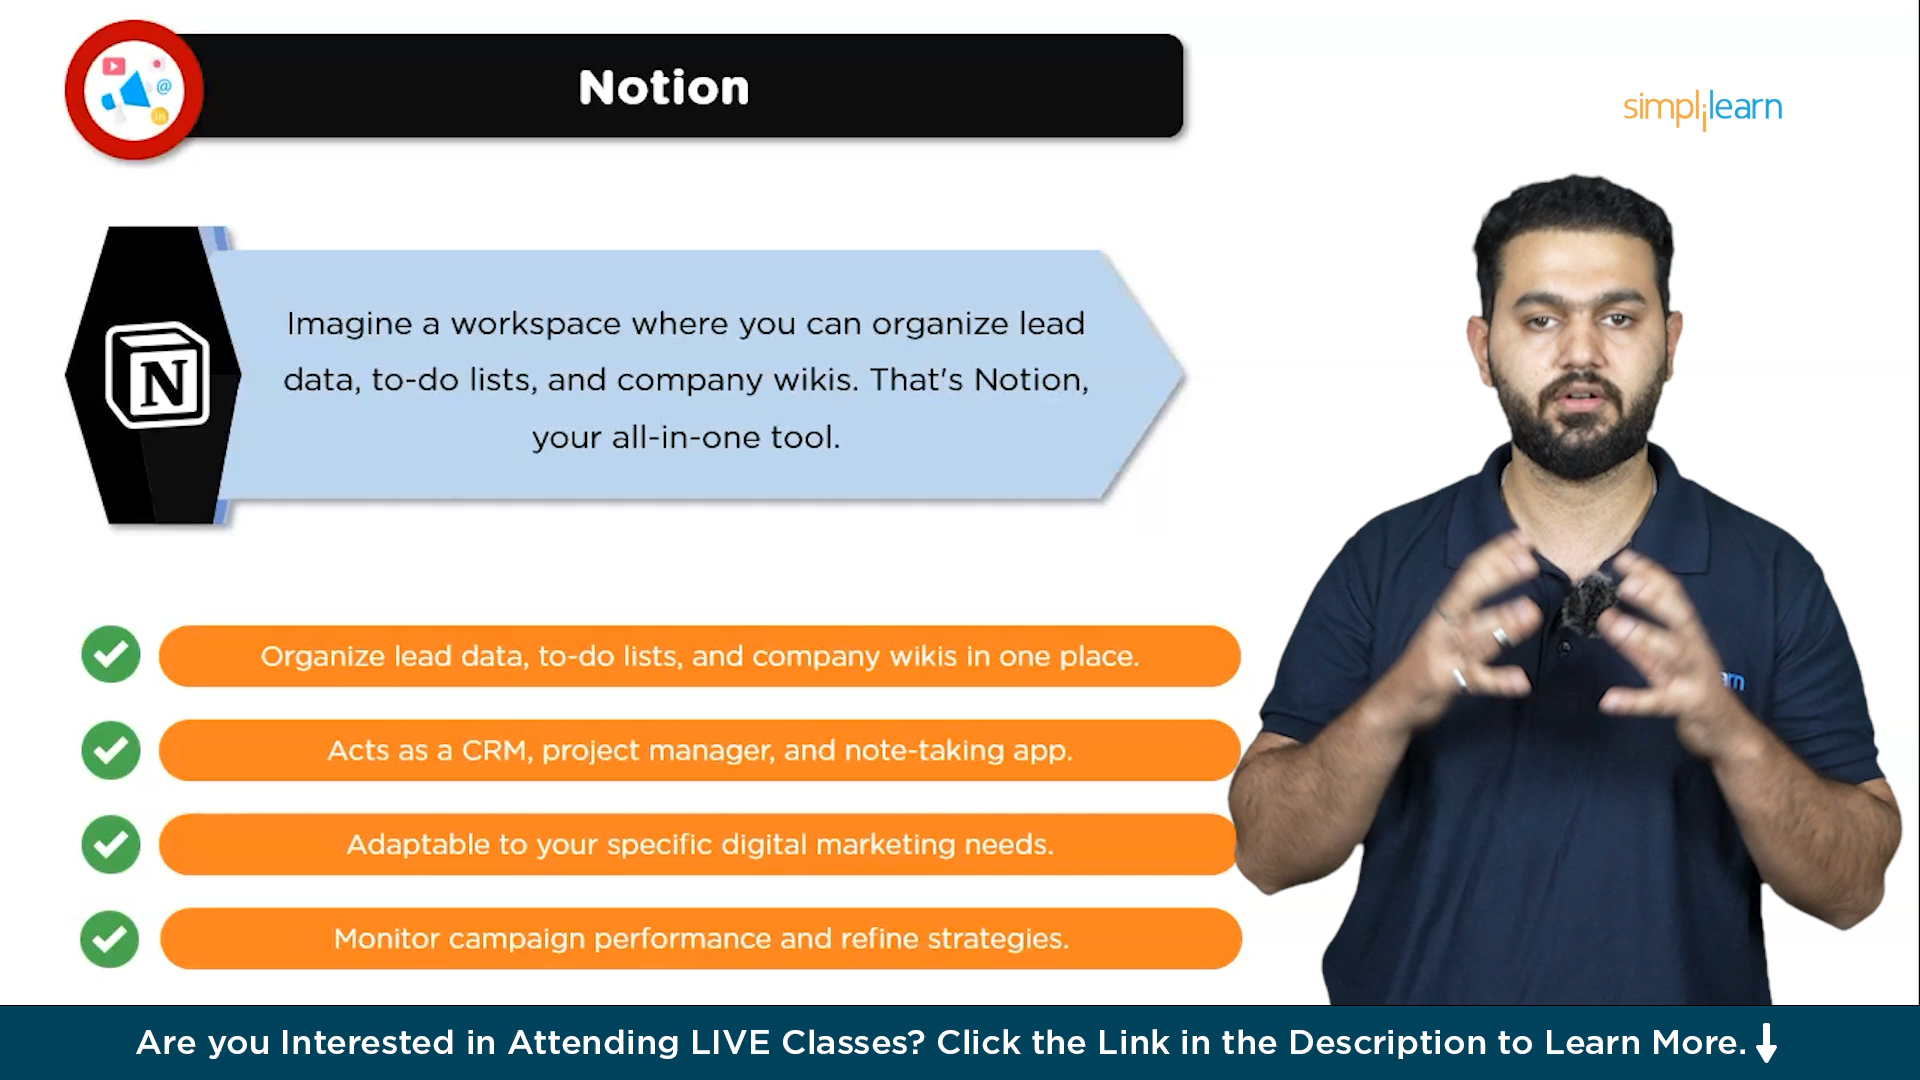 Notion
simplilearn
Imagine a workspace where you can organize lead
data, to-do lists, and company wikis. That's Notion,
your all-in-one tool.
N
Organize lead data, to-do lists, and company wikis in one place.
Acts as a CRM, project manager, and note-taking app.
Adaptable to your specific digital marketing needs.
Monitor campaign performance and refine strategies.
Are you Interested in Attending LIVE Classes? Click the Link in the Description to Learn More.